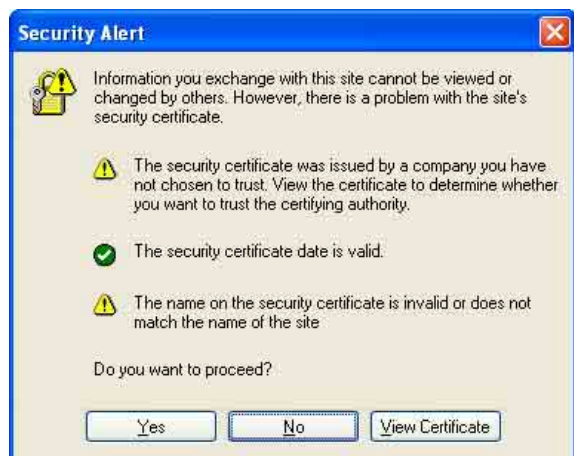 Security Alert
Information you exchange with this site cannot be viewed or
changed by others. However, there is a problem with the site's
security certificate.
The security certificate was issued by a company you have
not chosen to trust. View the certificate to determine whether
you want to trust the certifying authority.
The security certificate date is valid.
The name on the security certificate is invalid or does not
match the name of the site
Do you want to proceed?
Yes No View Certificate